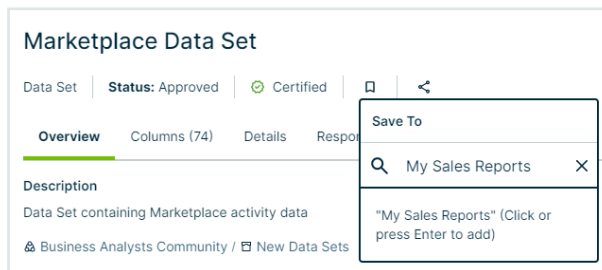 Marketplace Data Set
Data Set Status: Approved Certified
Save To
Overview Columns (74) Details Respor
My Sales Reports
Description
"My Sales Reports" (Click or
press Enter to add)
Data Set containing Marketplace activity data
Business Analysts Community / New Data Sets